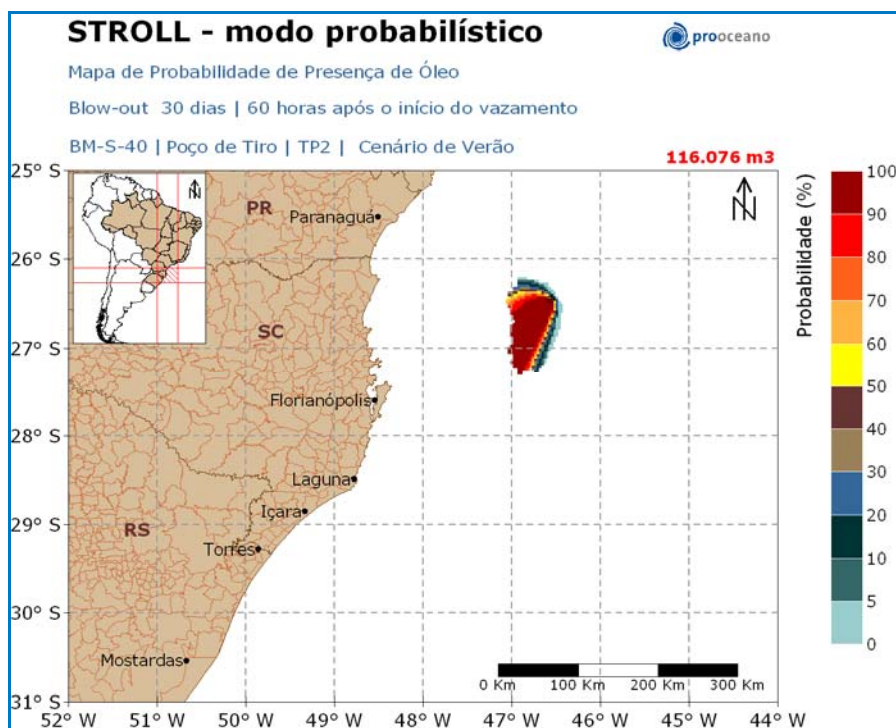 STROLL - modo probabilístico
prooceano
Mapa de Probabilidade de Presença de Óleo
Blow-out 30 dias | 60 horas após o início do vazamento
BM-S-40 | Poço de Tiro | TP2 | Cenário de Verão
116.076 m3
25° S
26° S
27° S
28° S
29° S
30° S
31° S
N
N
PR
Paranaguá
SC
Florianópolis
Laguna
Içara
RS
Torres
Mostardas
0 Km 100 Km 200 Km 300 Km
52 W 51° W 50° W 49° W 48° W 47° W 46° W 45° W 44° W
Probabilidade (%)
100
90
80
70
60
50
40
30
20
10
5
0